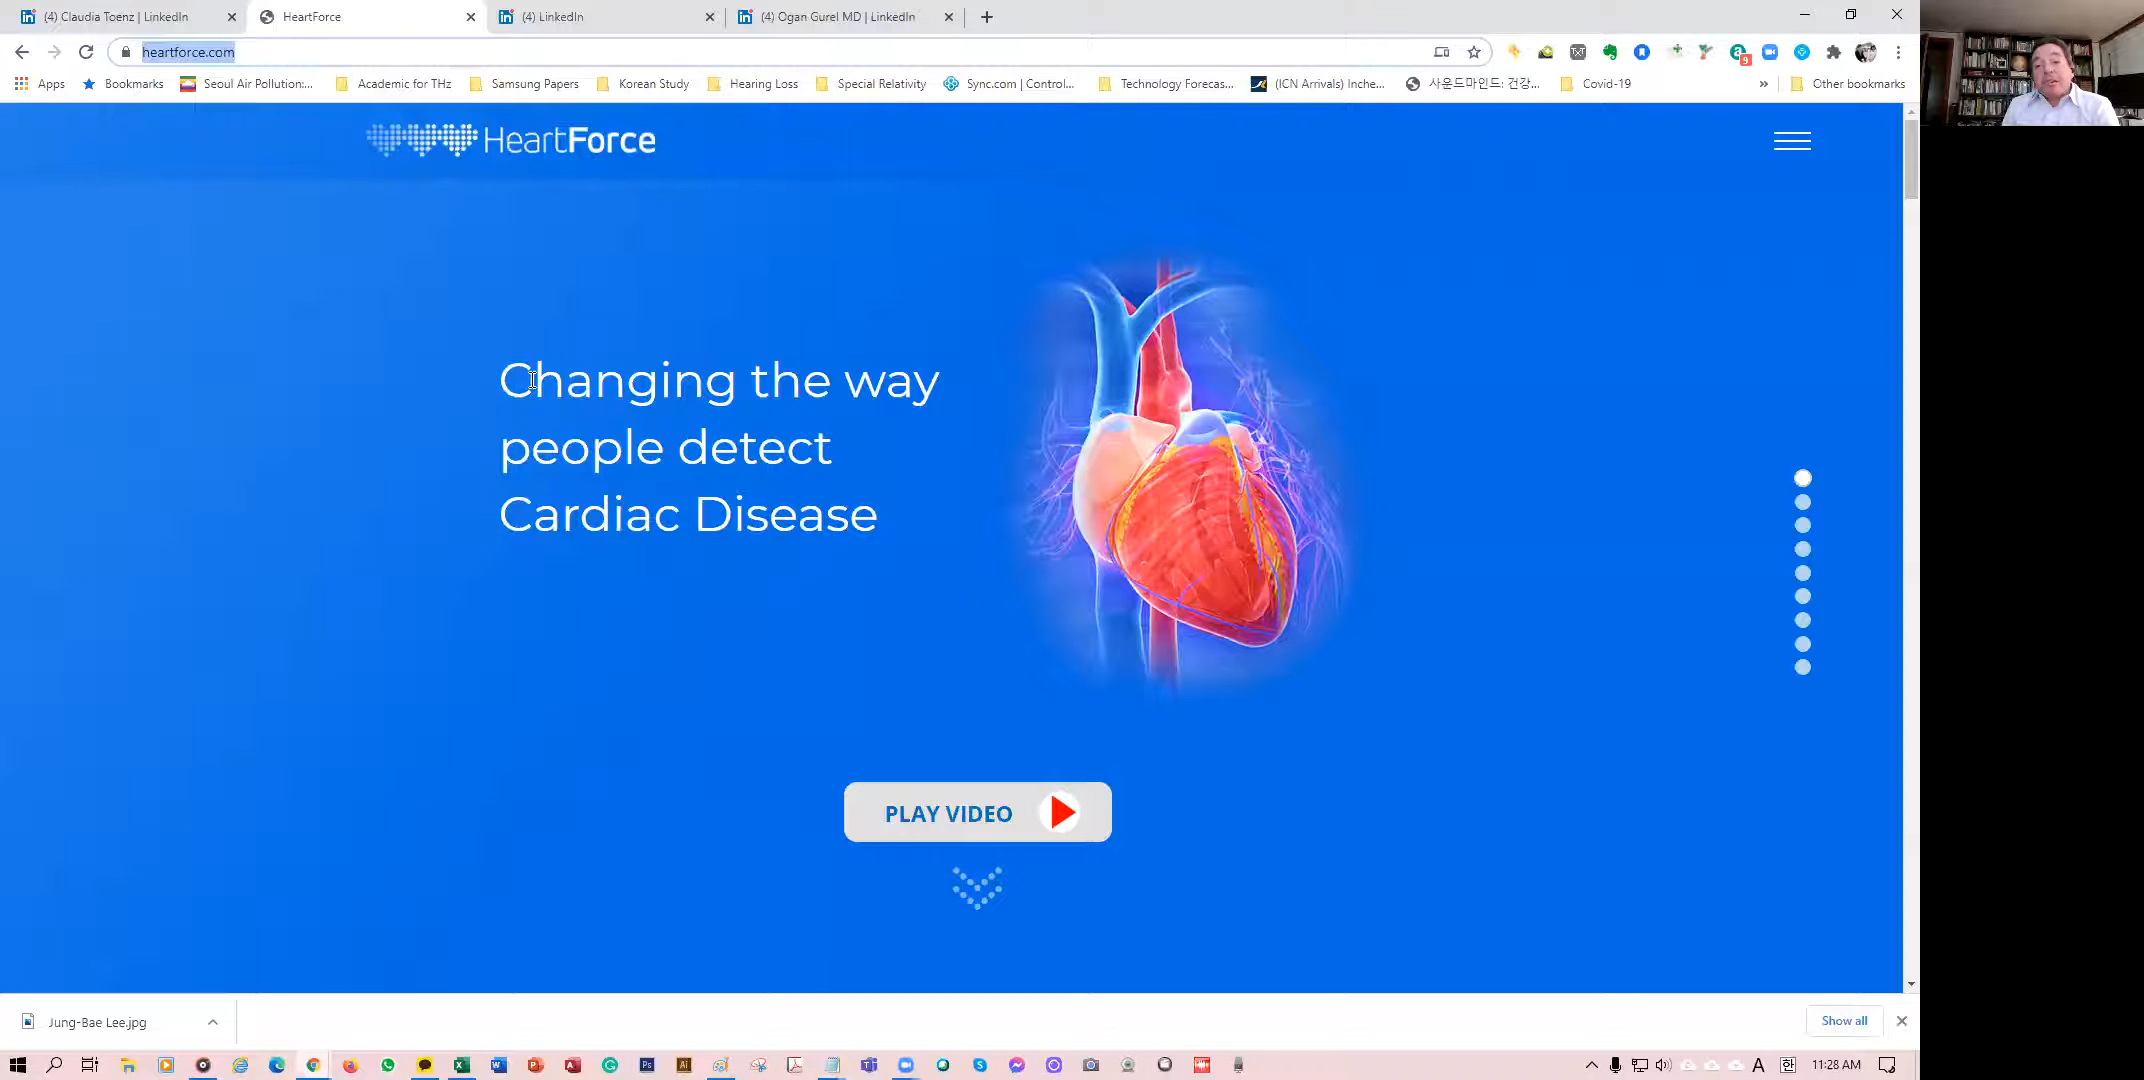 (4) Claudia Toenz | LinkedIn
HeartForce
(4) LinkedIn
(4) Ogan Gurel MD | LinkedIn
heartforce.com
TXT
9
Apps
Bookmarks
Seoul Air Pollution:...
Academic for THz
Samsung Papers
Korean Study
Hearing Loss
Special Relativity
Sync.com | Control...
Technology Forecas...
(ICN Arrivals) Inche...
사운드마인드: 건강...
Covid-19
»
Other bookmarks
HeartForce
Changing the way
people detect
Cardiac Disease
PLAY VIDEO
Jung-Bae Lee.jpg
Show all
A
한
11:28 AM